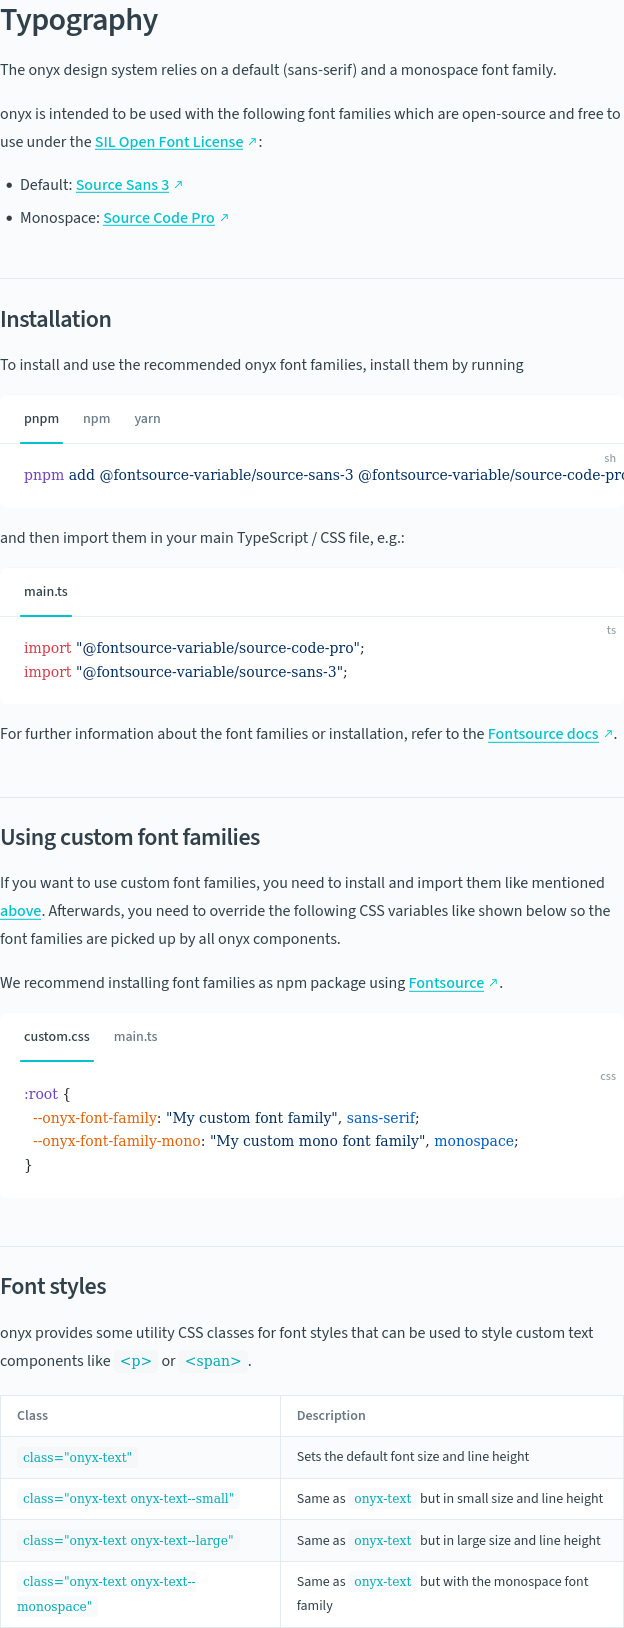 Typography
The onyx design system relies on a default (sans-serif) and a monospace font family.
onyx is intended to be used with the following font families which are open-source and free to
use under the SIL Open Font License ↗:
• Default: Source Sans 3 ↗
• Monospace: Source Code Pro ↗
Installation
To install and use the recommended onyx font families, install them by running
pnpm npm yarn
sh
pnpm add @fontsource-variable/source-sans-3 @fontsource-variable/source-code-pro
and then import them in your main TypeScript / CSS file, e.g.:
main.ts
ts
import "@fontsource-variable/source-code-pro";
import "@fontsource-variable/source-sans-3";
For further information about the font families or installation, refer to the Fontsource docs ↗.
Using custom font families
If you want to use custom font families, you need to install and import them like mentioned
above. Afterwards, you need to override the following CSS variables like shown below so the
font families are picked up by all onyx components.
We recommend installing font families as npm package using Fontsource ↗.
custom.css main.ts
css
:root {
  --onyx-font-family: "My custom font family", sans-serif;
  --onyx-font-family-mono: "My custom mono font family", monospace;
}
Font styles
onyx provides some utility CSS classes for font styles that can be used to style custom text
components like <p> or <span> .
Class Description
class="onyx-text" Sets the default font size and line height
class="onyx-text onyx-text--small" Same as onyx-text but in small size and line height
class="onyx-text onyx-text--large" Same as onyx-text but in large size and line height
class="onyx-text onyx-text-- Same as onyx-text but with the monospace font
monospace" family